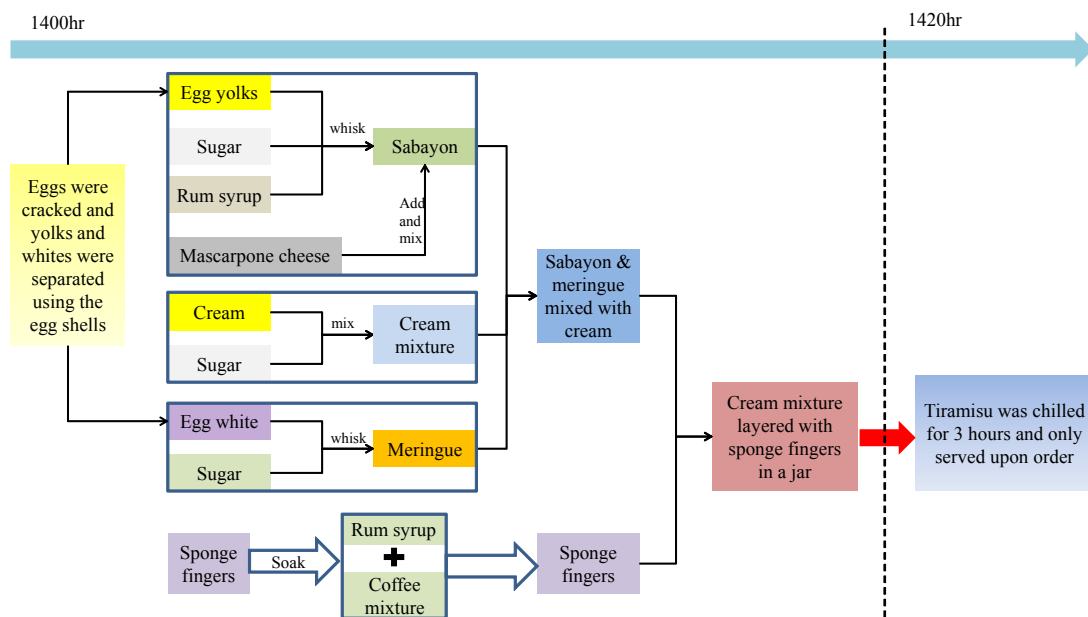 1400hr
1420hr
Eggs were
cracked and
yolks and
whites were
separated
using the
egg shells
Egg yolks
Sugar
Rum syrup
whisk
Sabayon
Add
and
mix
Mascarpone cheese
Cream
Sugar
mix
Cream
mixture
Egg white
Sugar
whisk
Meringue
Sabayon &
meringue
mixed with
cream
Sponge
fingers
Soak
Rum syrup
+
Coffee
mixture
Sponge
fingers
Cream mixture
layered with
sponge fingers
in a jar
Tiramisu was chilled
for 3 hours and only
served upon order